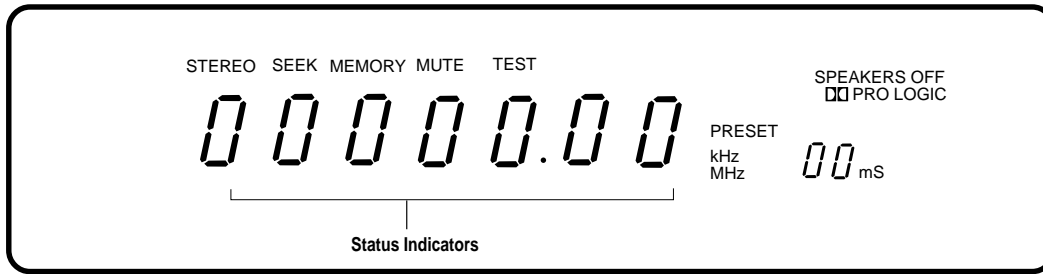 STEREO SEEK MEMORY MUTE TEST
SPEAKERS OFF
PRO LOGIC
00000.00
PRESET
kHz
MHz
00 mS
Status Indicators